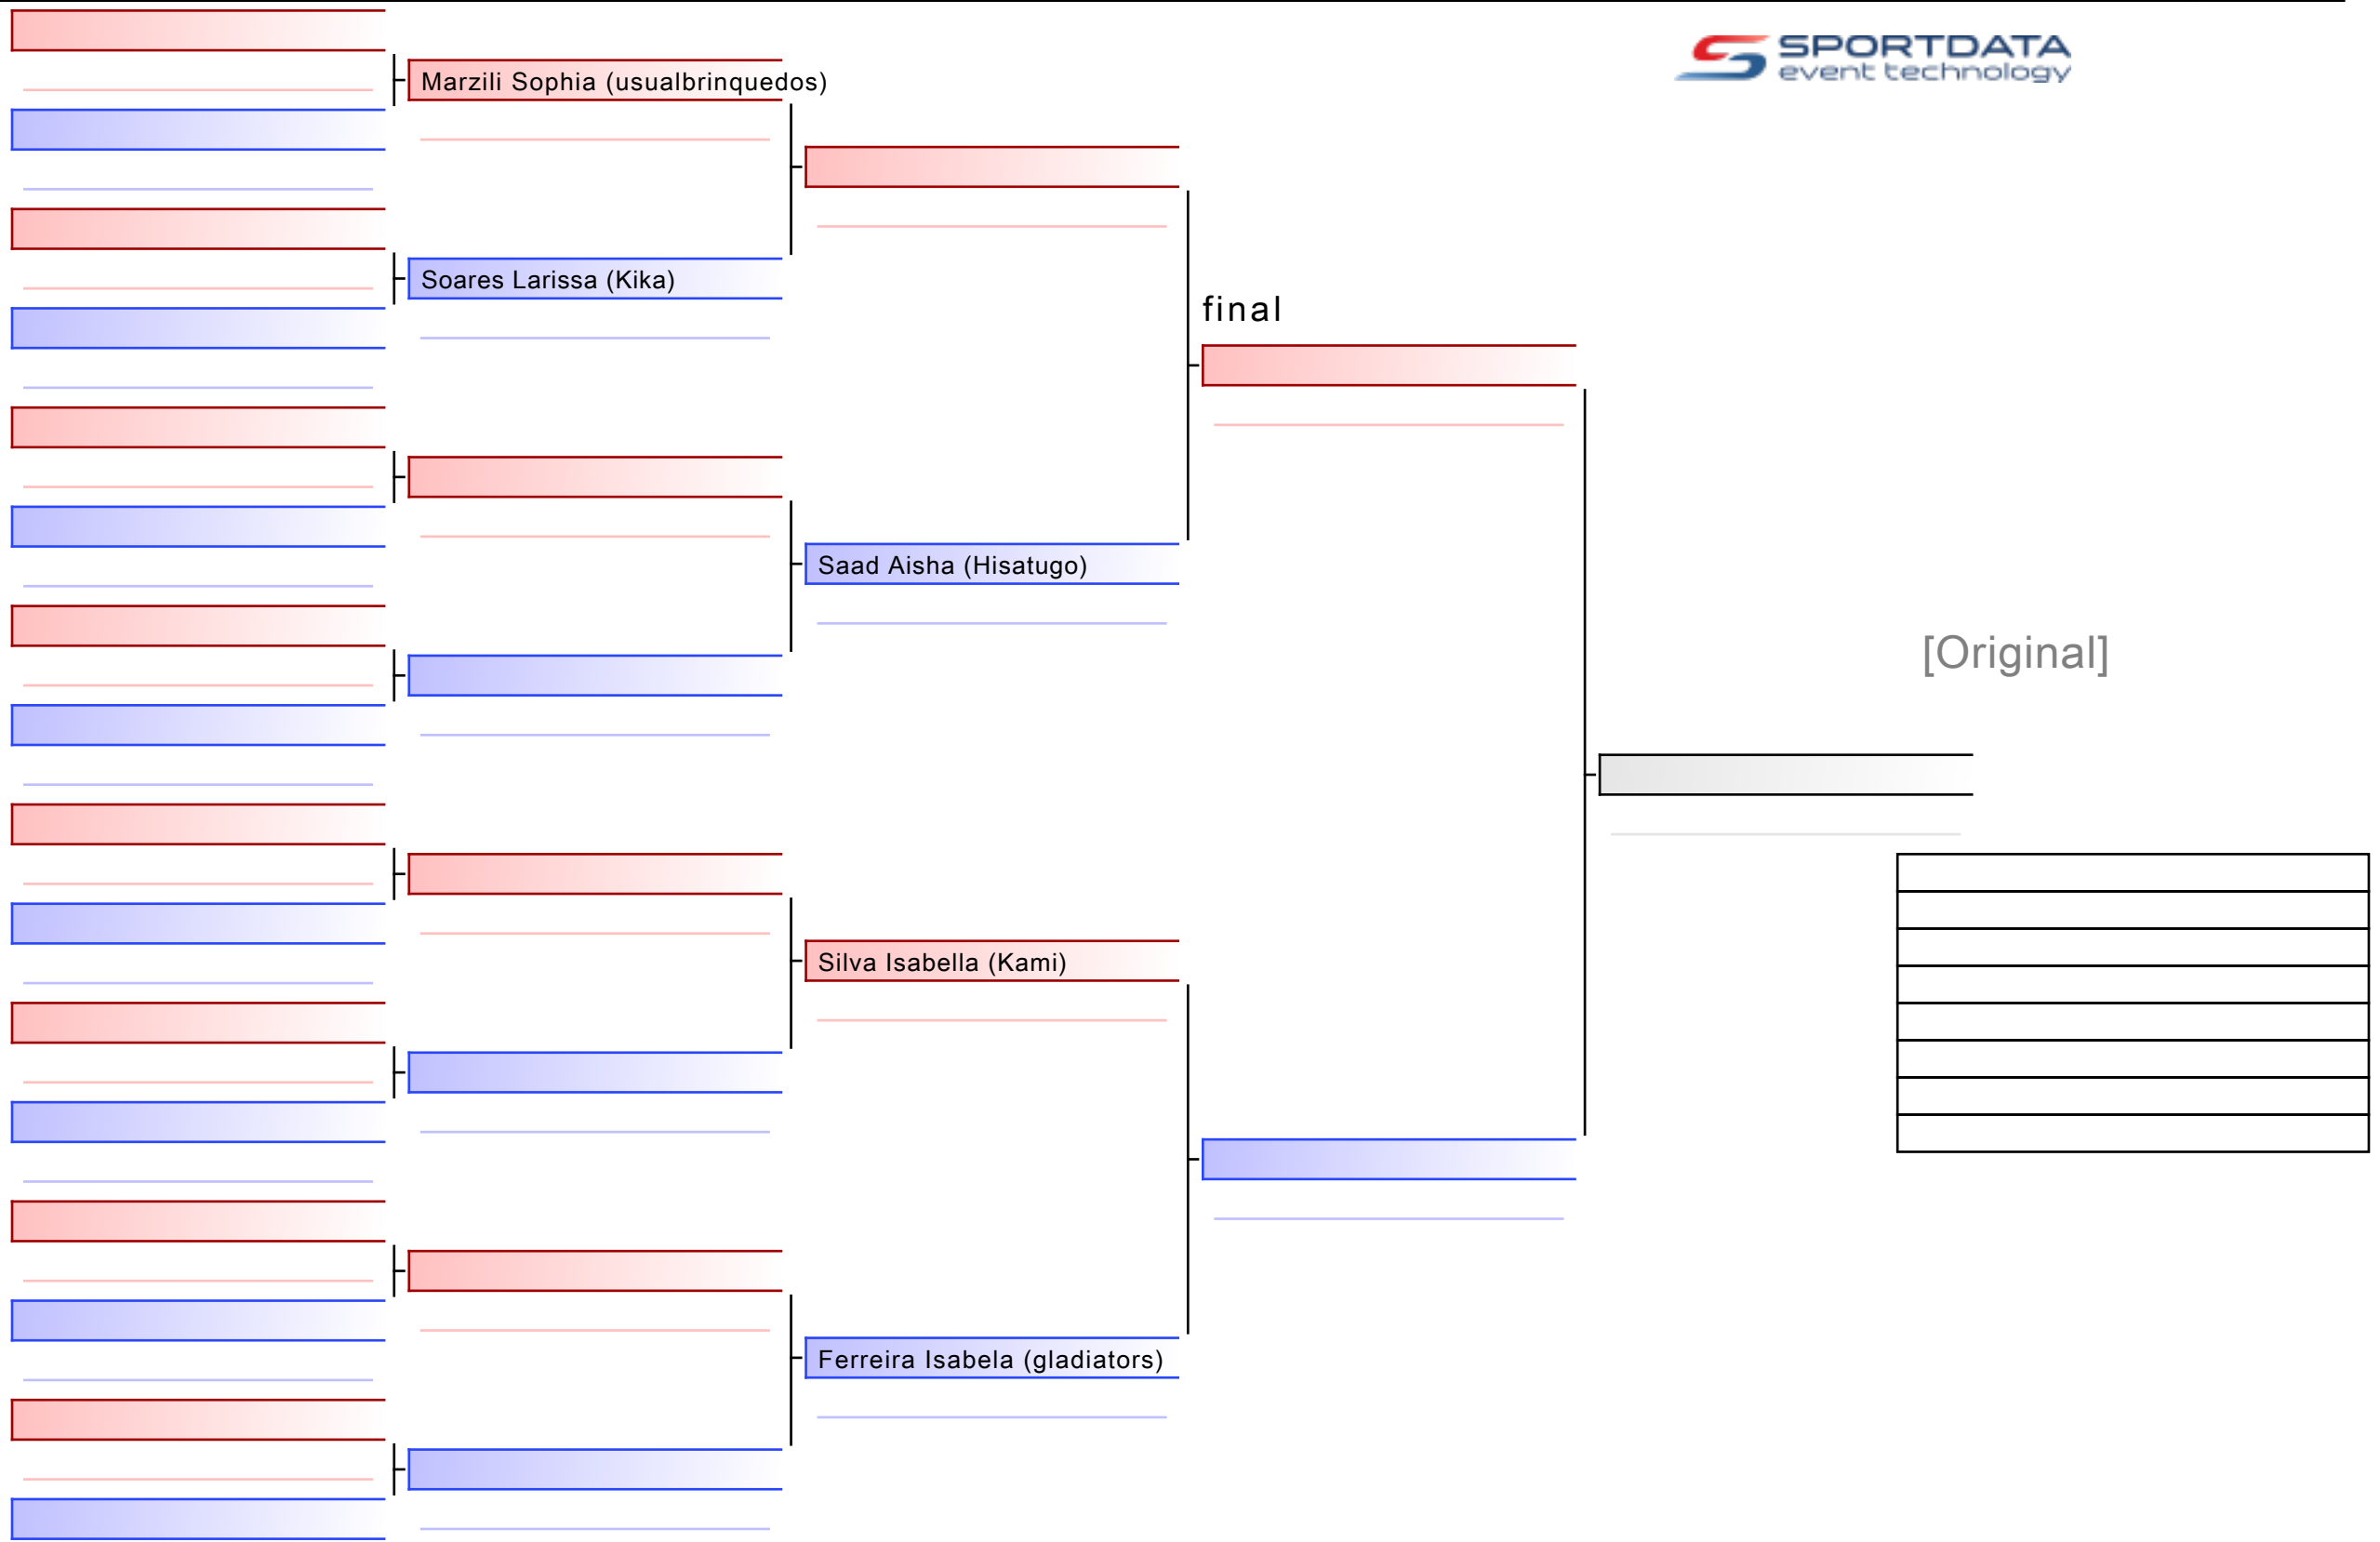 SPORTDATA
event technology
Marzili Sophia (usualbrinquedos)
Soares Larissa (Kika)
final
Saad Aisha (Hisatugo)
[Original]
Silva Isabella (Kami)
Ferreira Isabela (gladiators)